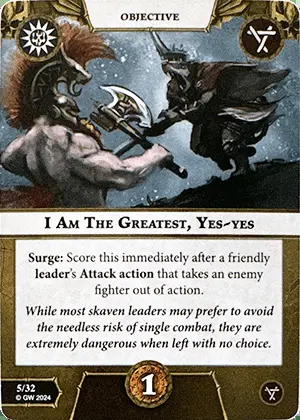 OBJECTIVE
I Am The Greatest, Yes-yes
Surge: Score this immediately after a friendly
leader's Attack action that takes an enemy
fighter out of action.
While most skaven leaders may prefer to avoid
the needless risk of single combat, they are
extremely dangerous when left with no choice.
5/32
© GW 2024
1